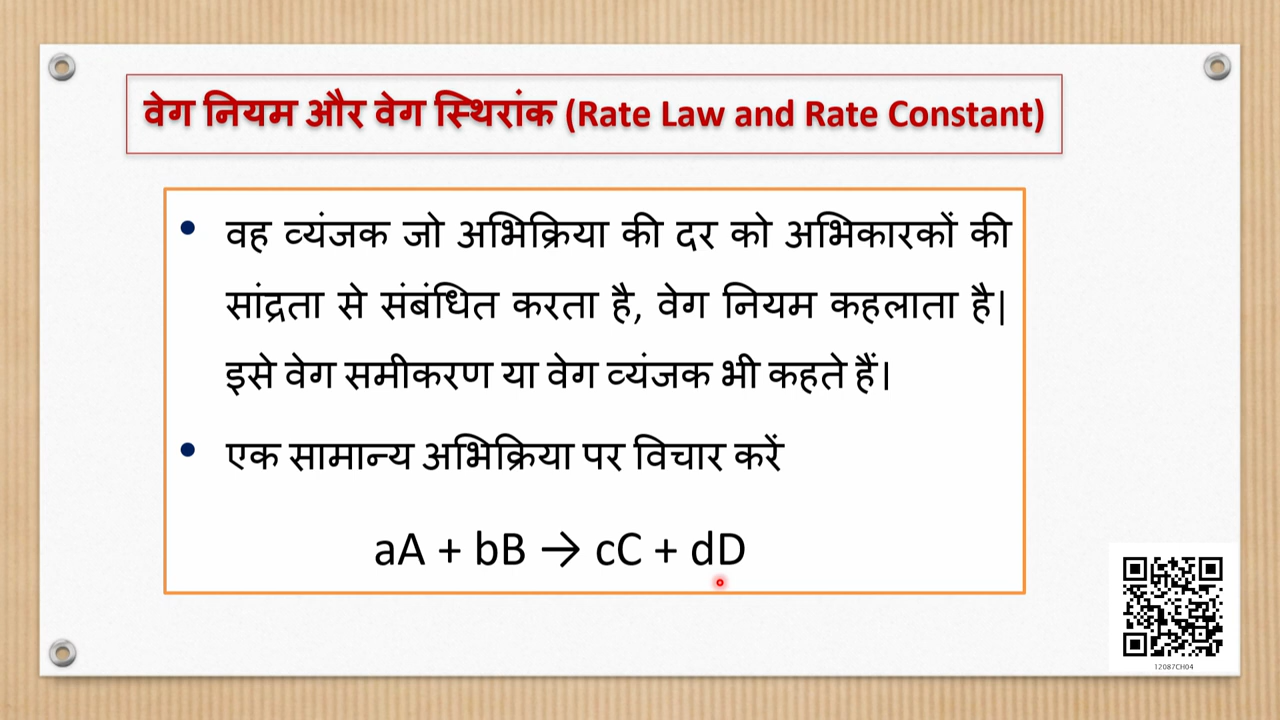 वेग नियम और वेग स्थिरांक (Rate Law and Rate Constant)
• वह व्यंजक जो अभिक्रिया की दर को अभिकारकों की
सांद्रता से संबंधित करता है, वेग नियम कहलाता है|
इसे वेग समीकरण या वेग व्यंजक भी कहते हैं।
• एक सामान्य अभिक्रिया पर विचार करें
aA + bB → cC + dD
12087CH04